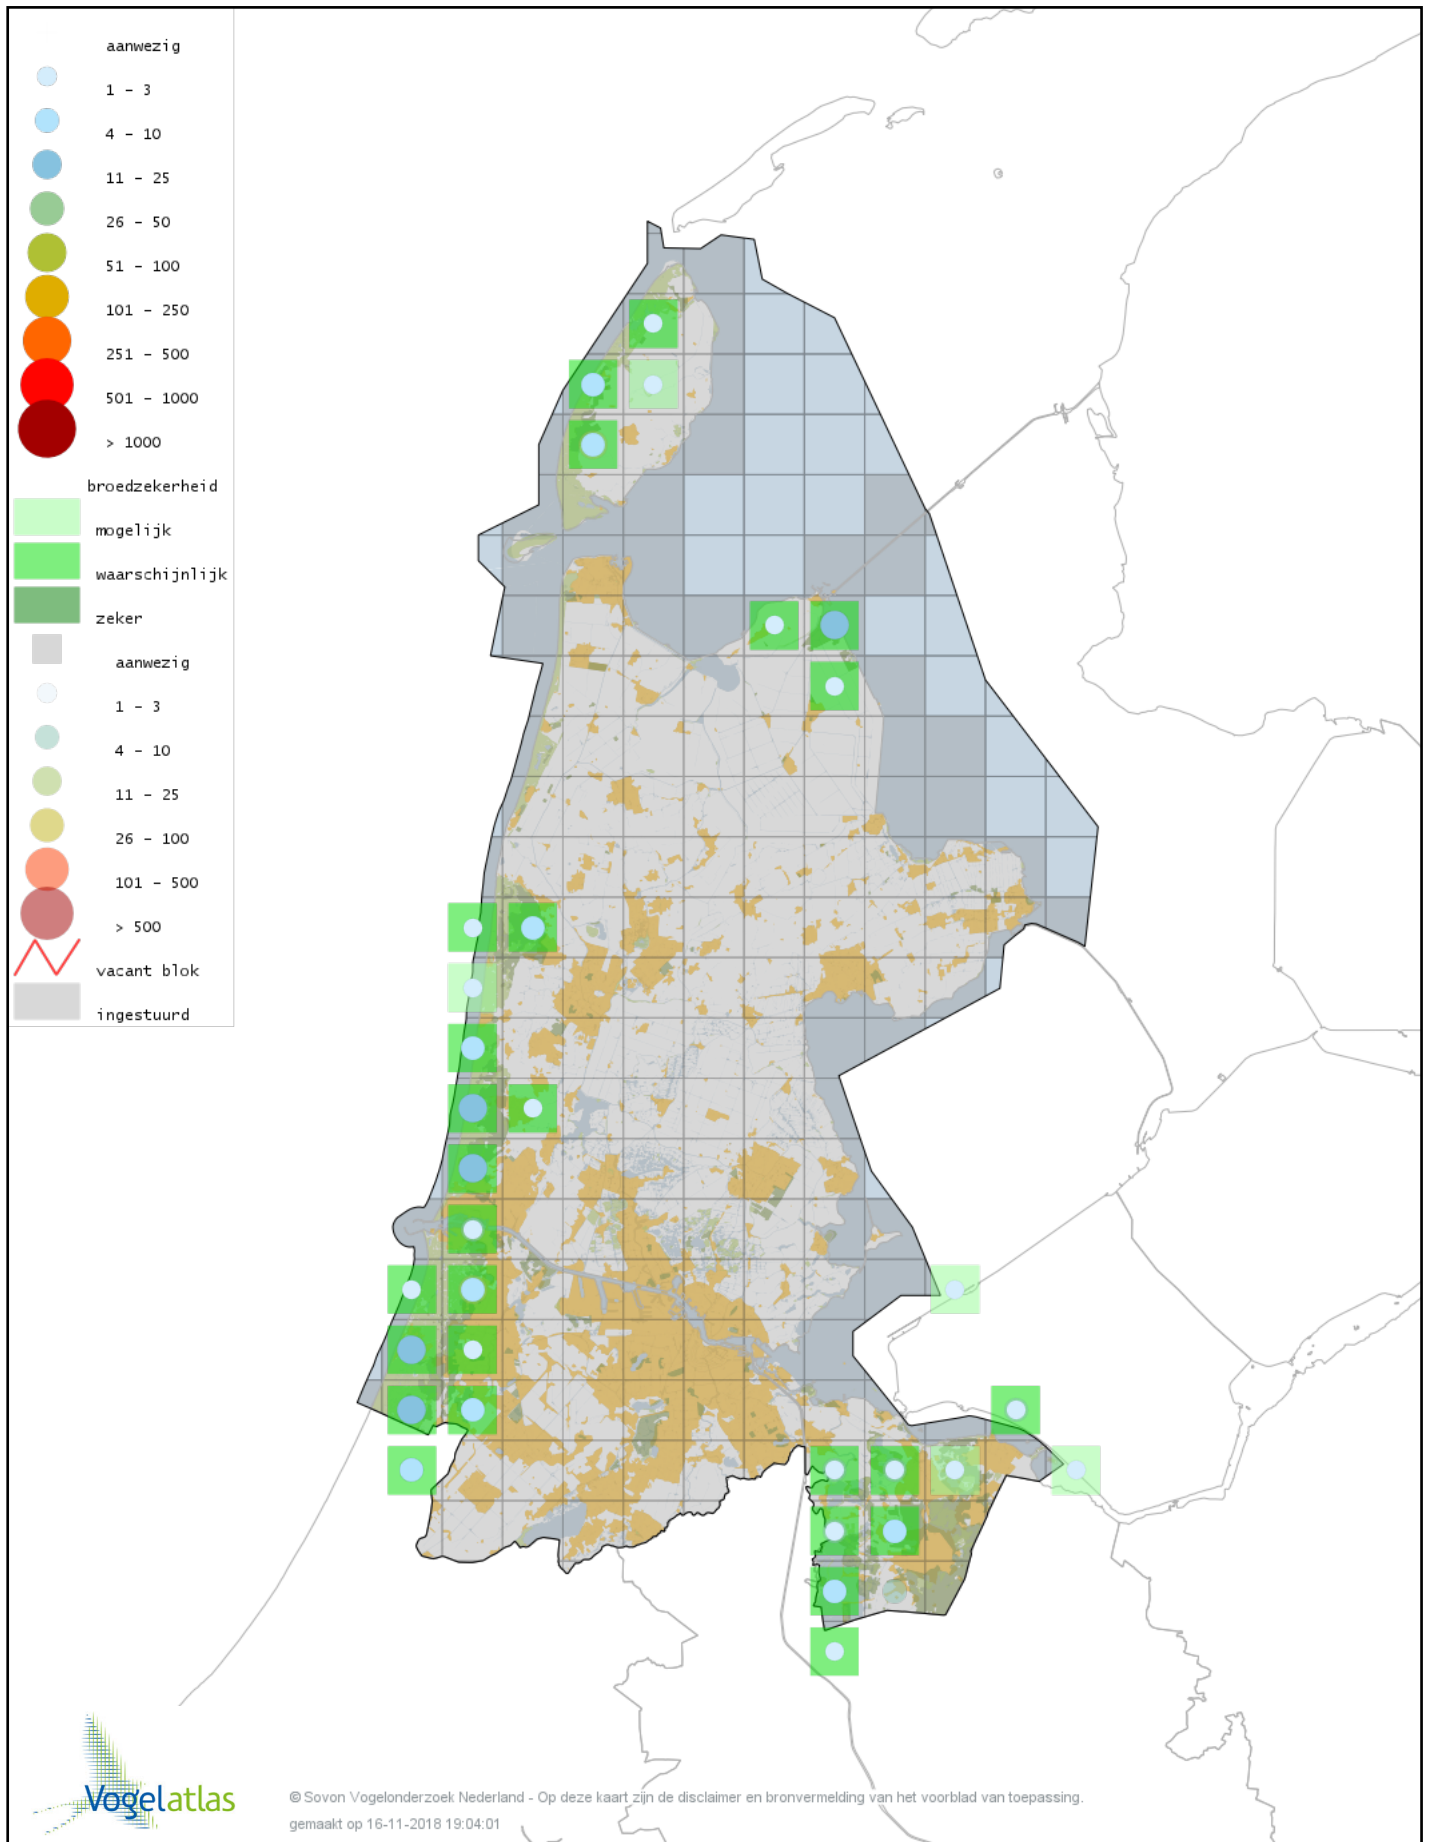 aanwezig
1 - 3
4 - 10
11 - 25
26 - 50
51 - 100
101 - 250
251 - 500
501 - 1000
> 1000
broedzekerheid
mogelijk
waarschijnlijk
zeker
aanwezig
1 - 3
4 - 10
11 - 25
26 - 100
101 - 500
> 500
vacant blok
ingestuurd
Vogelatlas
© Sovon Vogelonderzoek Nederland - Op deze kaart zijn de disclaimer en bronvermelding van het voorblad van toepassing.
gemaakt op 16-11-2018 19:04:01